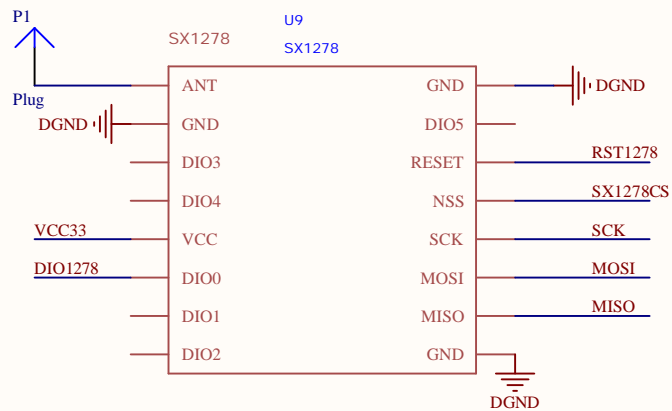 P1
U9
SX1278
SX1278
Plug
ANT
GND
DGND
DGND
GND
DIO5
DIO3
RESET
RST1278
DIO4
NSS
SX1278CS
VCC33
VCC
SCK
SCK
DIO1278
DIO0
MOSI
MOSI
DIO1
MISO
MISO
DIO2
GND
DGND